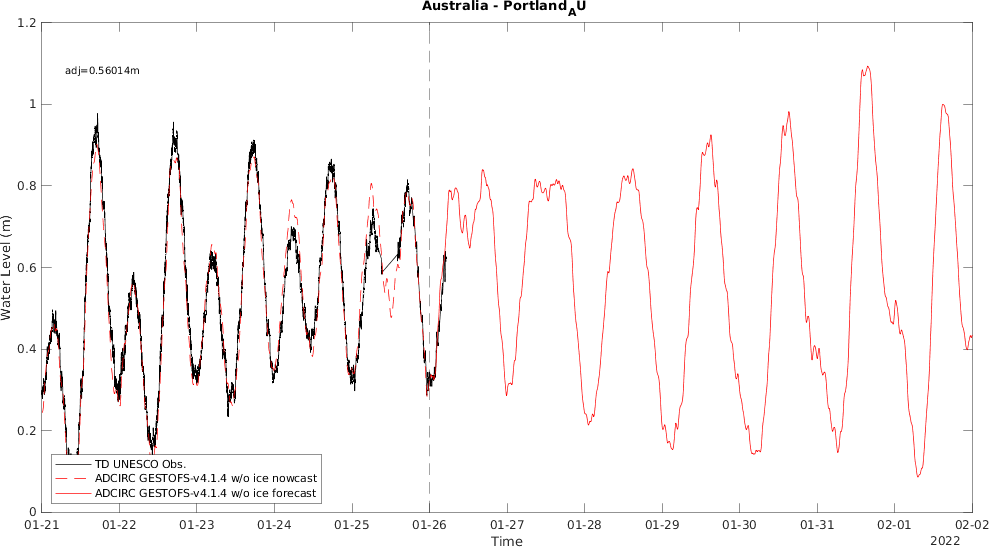 Australia - Portland_AU
adj=0.56014m
Water Level (m)
1.2
1
0.8
0.6
0.4
0.2
0
TD UNESCO Obs.
ADCIRC GESTOFS-v4.1.4 w/o ice nowcast
ADCIRC GESTOFS-v4.1.4 w/o ice forecast
01-21 01-22 01-23 01-24 01-25 01-26 01-27 01-28 01-29 01-30 01-31 02-01 02-02
Time
2022